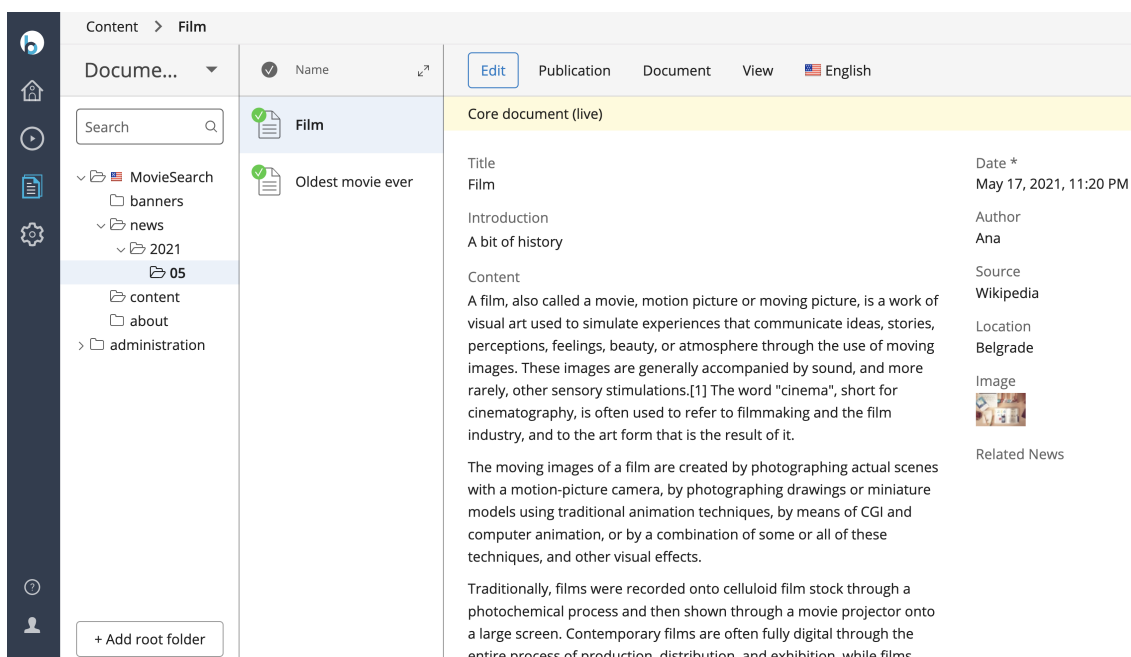 Content > Film
Docume...
Search
MovieSearch
banners
news
2021
05
content
about
administration
+ Add root folder
Name
Film
Oldest movie ever
Edit Publication Document View English
Core document (live)
Title
Film
Introduction
A bit of history
Content
A film, also called a movie, motion picture or moving picture, is a work of
visual art used to simulate experiences that communicate ideas, stories,
perceptions, feelings, beauty, or atmosphere through the use of moving
images. These images are generally accompanied by sound, and more
rarely, other sensory stimulations.[1] The word "cinema", short for
cinematography, is often used to refer to filmmaking and the film
industry, and to the art form that is the result of it.
The moving images of a film are created by photographing actual scenes
with a motion-picture camera, by photographing drawings or miniature
models using traditional animation techniques, by means of CGI and
computer animation, or by a combination of some or all of these
techniques, and other visual effects.
Traditionally, films were recorded onto celluloid film stock through a
photochemical process and then shown through a movie projector onto
a large screen. Contemporary films are often fully digital through the
entire process of production, distribution, and exhibition, while films
Date *
May 17, 2021, 11:20 PM
Author
Ana
Source
Wikipedia
Location
Belgrade
Image
Related News